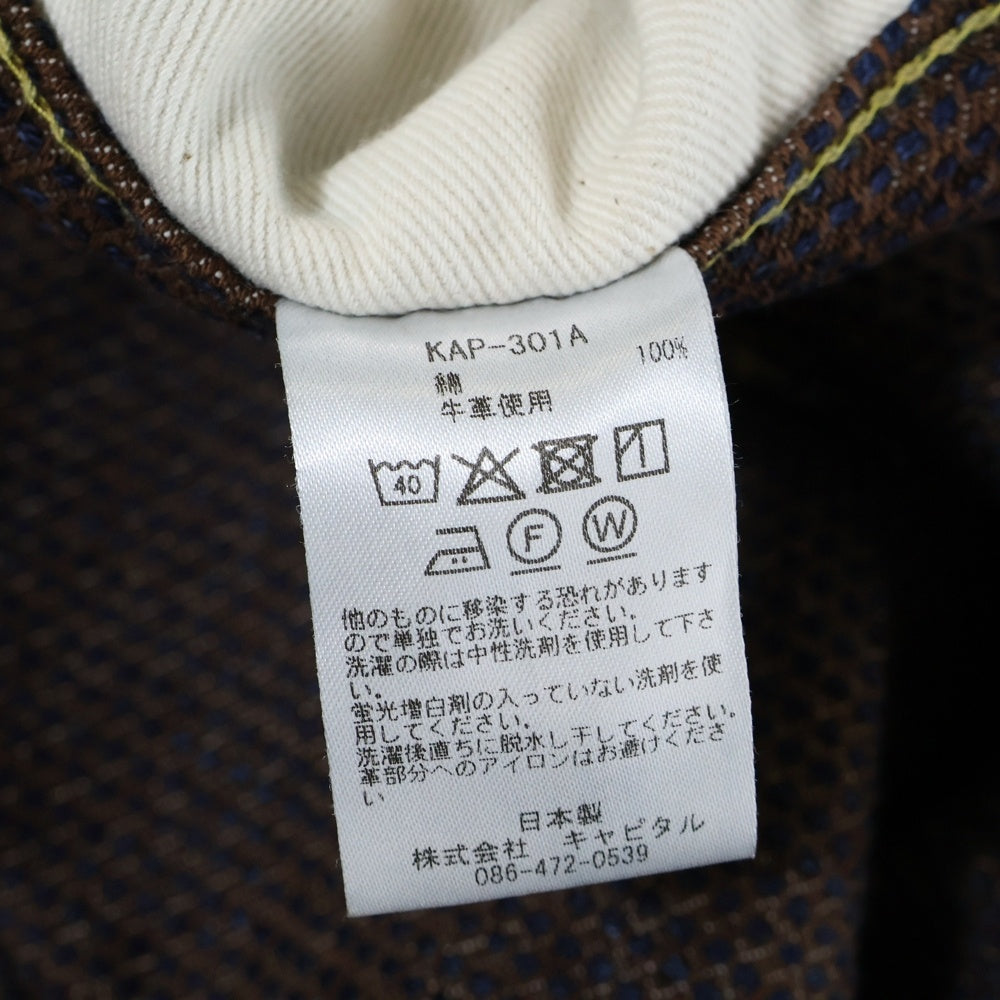 KAP-301A
綿 100%
牛革使用
40
F W
他のものに移染する恐れがあります
ので単独でお洗いください。
洗濯の際は中性洗剤を使用して下さ
い。
蛍光増白剤の入っていない洗剤を使
用してください。
洗濯後直ちに脱水し干してください。
革部分へのアイロンはお避けくださ
い
日本製
株式会社 キャピタル
086-472-0539